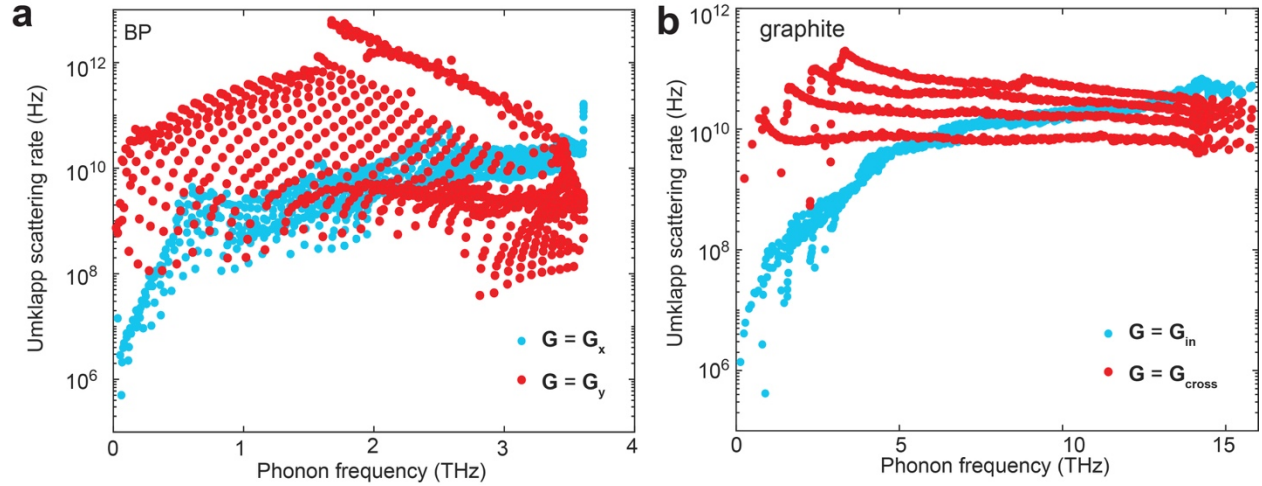 a
BP
Umklapp scattering rate (Hz)
10^12
10^10
10^8
10^6
0 1 2 3 4
Phonon frequency (THz)
G = G_x
G = G_y
b
graphite
Umklapp scattering rate (Hz)
10^12
10^10
10^8
10^6
0 5 10 15
Phonon frequency (THz)
G = G_in
G = G_cross